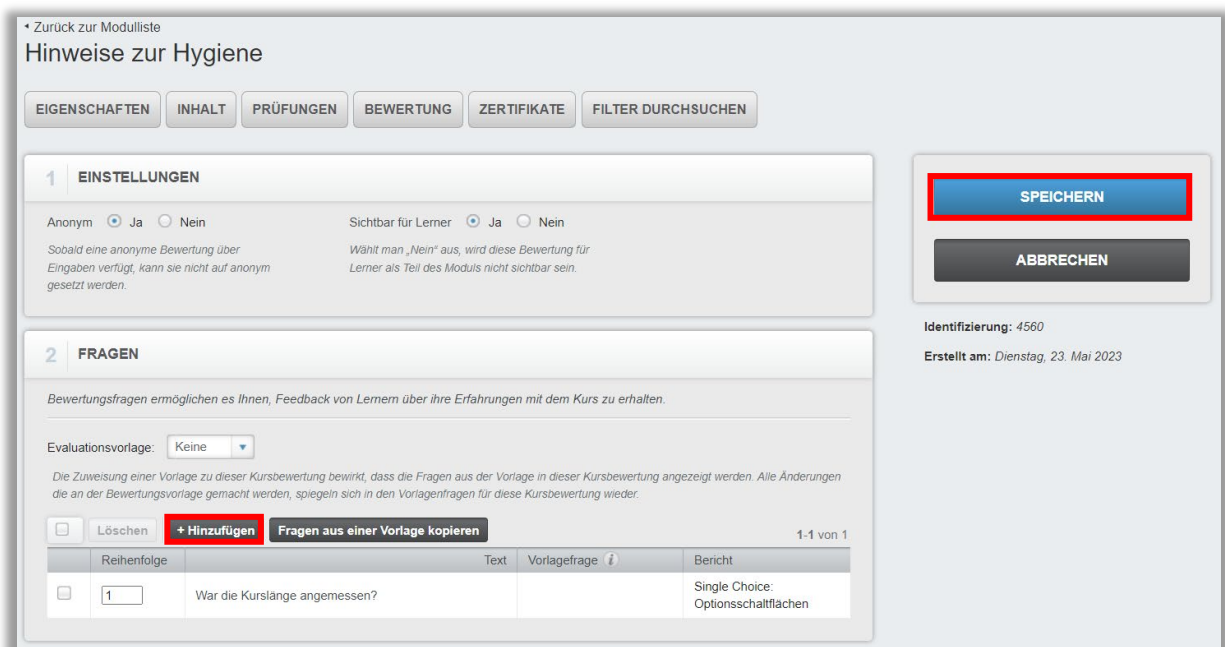 Zurück zur Modulliste
Hinweise zur Hygiene
EIGENSCHAFTEN INHALT PRÜFUNGEN BEWERTUNG ZERTIFIKATE FILTER DURCHSUCHEN
1 EINSTELLUNGEN
Anonym Ja Nein
Sobald eine anonyme Bewertung über
Eingaben verfügt, kann sie nicht auf anonym
gesetzt werden.
Sichtbar für Lerner Ja Nein
Wählt man „Nein" aus, wird diese Bewertung für
Lerner als Teil des Moduls nicht sichtbar sein.
2 FRAGEN
Bewertungsfragen ermöglichen es Ihnen, Feedback von Lernern über ihre Erfahrungen mit dem Kurs zu erhalten.
Evaluationsvorlage: Keine
Die Zuweisung einer Vorlage zu dieser Kursbewertung bewirkt, dass die Fragen aus der Vorlage in dieser Kursbewertung angezeigt werden. Alle Änderungen
die an der Bewertungsvorlage gemacht werden, spiegeln sich in den Vorlagenfragen für diese Kursbewertung wieder.
Löschen + Hinzufügen Fragen aus einer Vorlage kopieren 1-1 von 1
Reihenfolge Text Vorlagefrage i Bericht
1 War die Kurslänge angemessen? Single Choice:
Optionsschaltflächen
SPEICHERN
ABBRECHEN
Identifizierung: 4560
Erstellt am: Dienstag, 23. Mai 2023